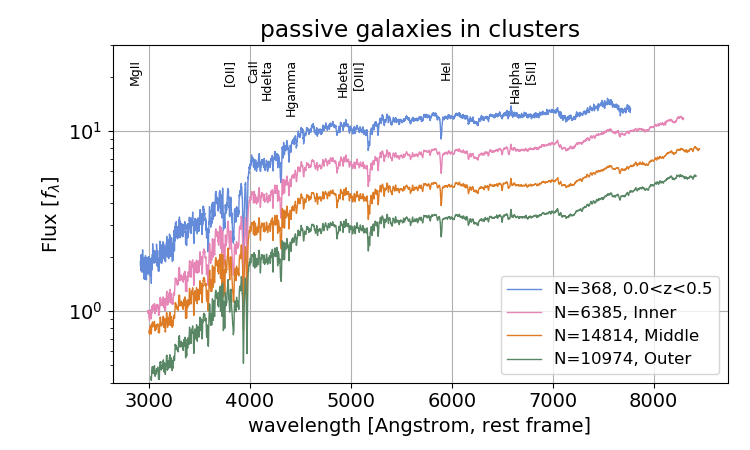 passive galaxies in clusters
MgII
[OII]
CaII
Hdelta
Hgamma
Hbeta
[OIII]
HeI
Halpha
[SII]
10¹
10⁰
Flux [fλ]
N=368, 0.0<z<0.5
N=6385, Inner
N=14814, Middle
N=10974, Outer
3000 4000 5000 6000 7000 8000
wavelength [Angstrom, rest frame]